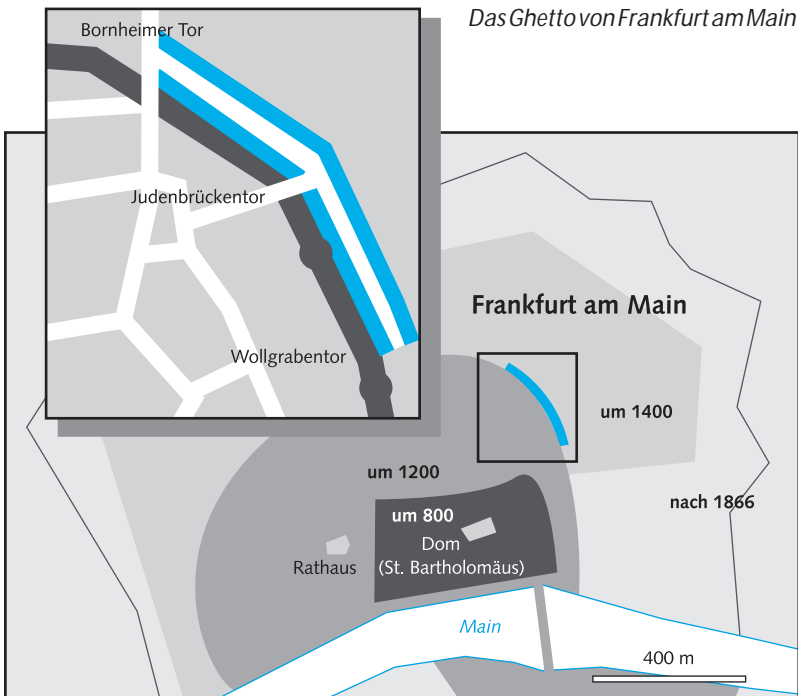 Das Ghetto von Frankfurt am Main
Bornheimer Tor
Judenbrückentor
Wollgrabentor
Frankfurt am Main
um 1400
um 1200
nach 1866
um 800
Dom
(St. Bartholomäus)
Rathaus
Main
400 m